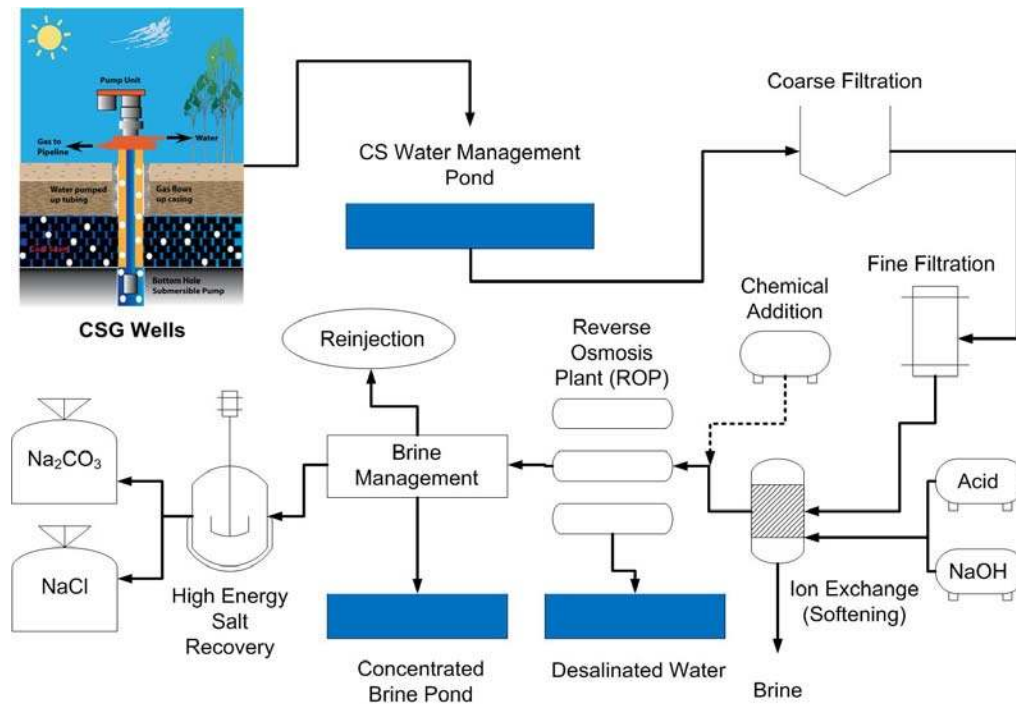 Pump Unit
Gas to
Pipeline
Water
Water pumped
up tubing
Gas flows
up casing
Coal Seam
Bottom Hole
Submersible Pump
CSG Wells
CS Water Management
Pond
Coarse Filtration
Fine Filtration
Chemical
Addition
Reverse
Osmosis
Plant (ROP)
Reinjection
Brine
Management
Na₂CO₃
NaCl
High Energy
Salt
Recovery
Concentrated
Brine Pond
Desalinated Water
Ion Exchange
(Softening)
Brine
Acid
NaOH